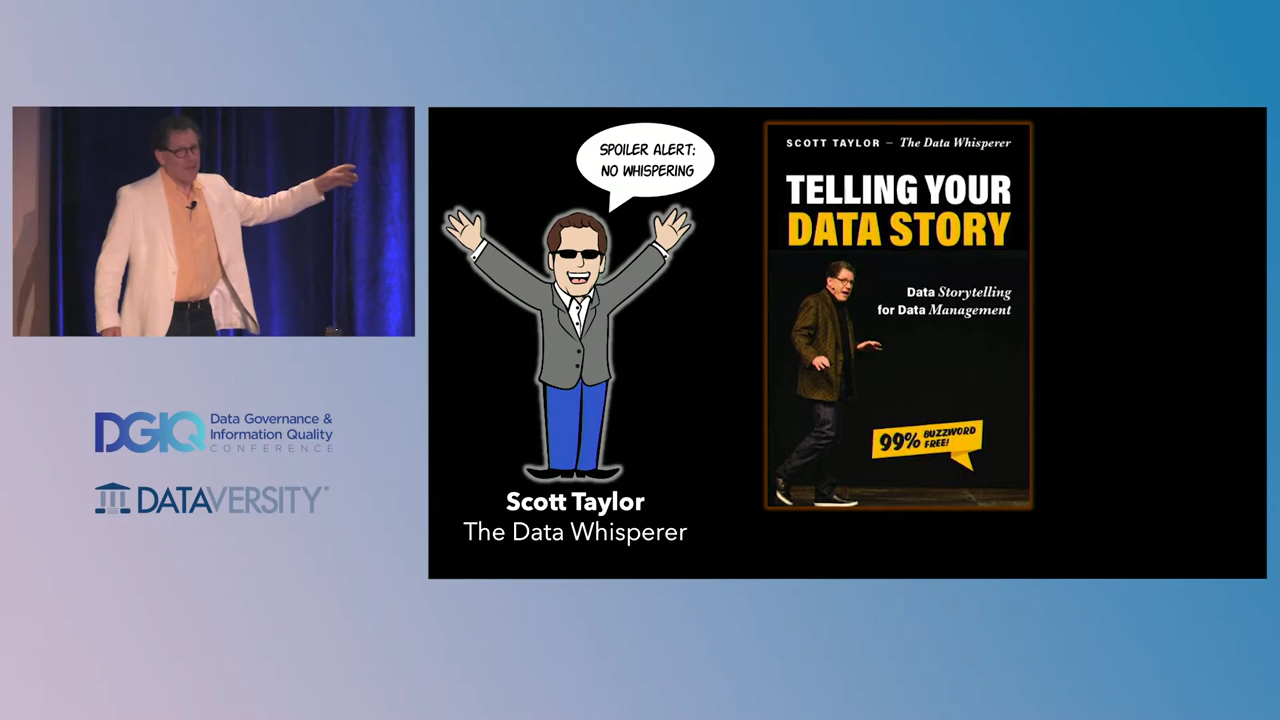 SPOILER ALERT:
NO WHISPERING
Scott Taylor
The Data Whisperer
SCOTT TAYLOR – The Data Whisperer
TELLING YOUR
DATA STORY
Data Storytelling
for Data Management
99% BUZZWORD
FREE!
DGIQ
Data Governance &
Information Quality
CONFERENCE
DATAVERSITY